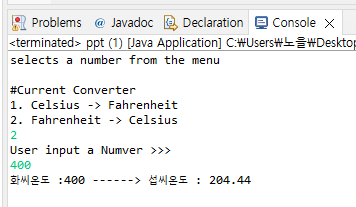 Problems @ Javadoc Declaration Console
<terminated> ppt (1) [Java Application] C:₩Users₩노을₩Desktop
selects a number from the menu
#Current Converter
1. Celsius -> Fahrenheit
2. Fahrenheit -> Celsius
2
User input a Numver >>>
400
화씨온도 :400 ------> 섭씨온도 : 204.44